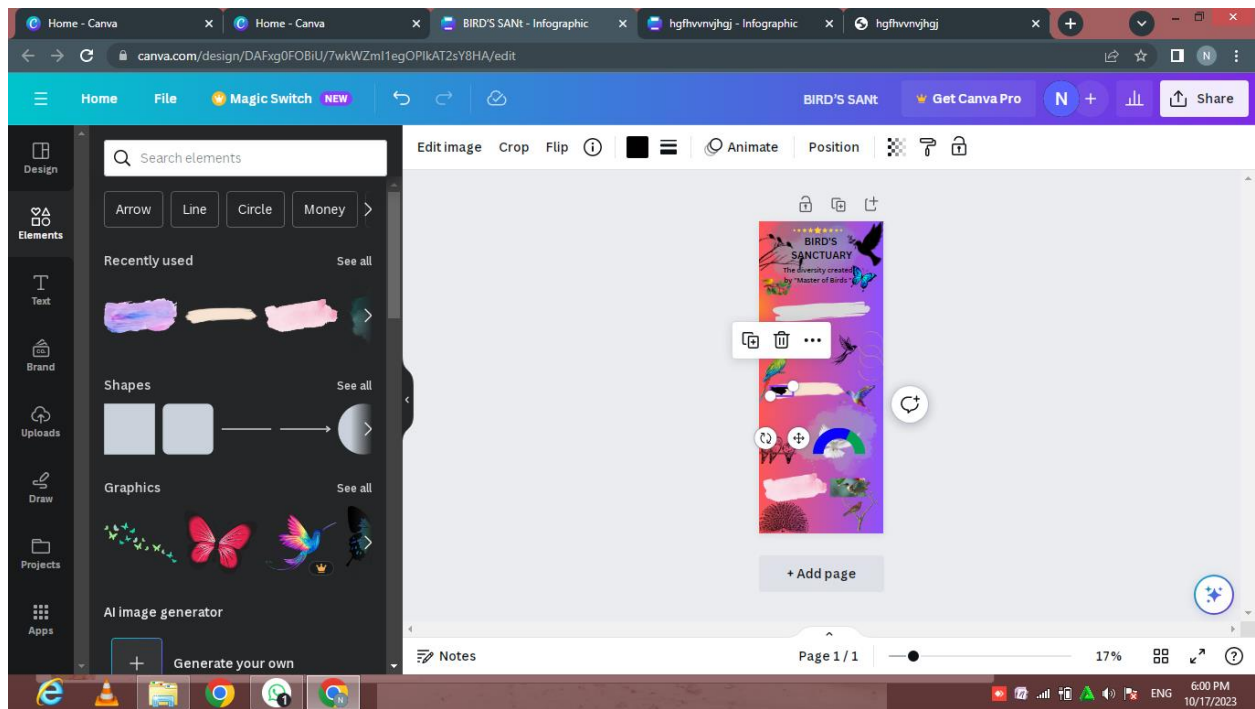 Home - Canva
Home - Canva
BIRD'S SANt - Infographic
hgfhvvnvjhgj - Infographic
hgfhvvnvjhgj
canva.com/design/DAFxg0FOBiU/7wkWZmI1egOPlkAT2sY8HA/edit
N
Home File Magic Switch NEW
BIRD'S SANt Get Canva Pro N + Share
Design
Elements
Text
Brand
CO.
Uploads
Draw
Projects
Apps
Search elements
Arrow Line Circle Money
Recently used See all
Shapes See all
Graphics See all
AI image generator
+ Generate your own
Edit image Crop Flip Animate Position
BIRD'S
SANCTUARY
The diversity created
by "Master of Birds"
+ Add page
Notes Page 1 / 1 17%
ENG 6:00 PM
10/17/2023